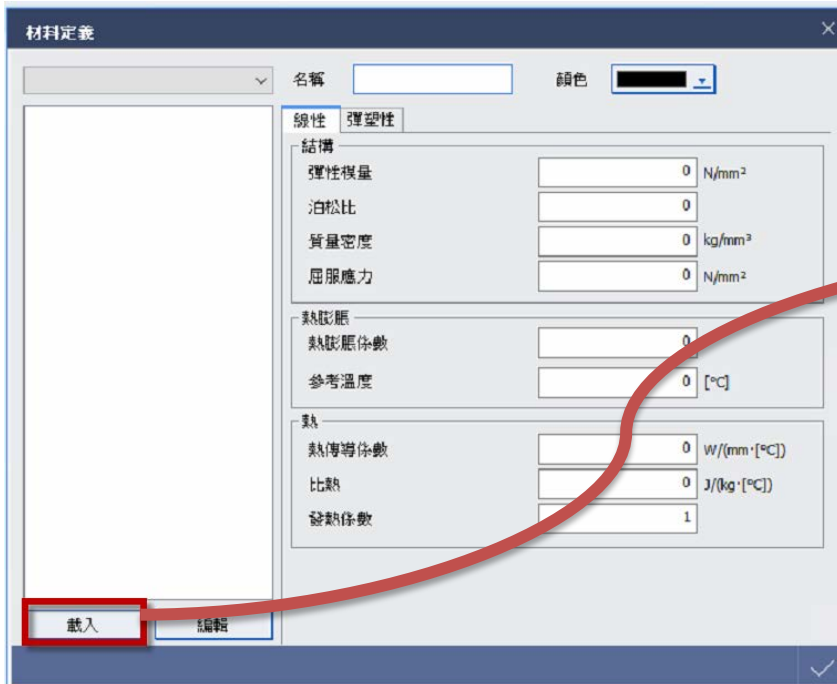 材料定義
名稱 顏色
線性 彈塑性
結構
彈性模量 0 N/mm²
泊松比 0
質量密度 0 kg/mm³
屈服應力 0 N/mm²
熱膨脹
熱膨脹係數 0
參考溫度 0 [°C]
熱
熱傳導係數 0 W/(mm·[°C])
比熱 0 J/(kg·[°C])
發熱係數 1
載入 編輯